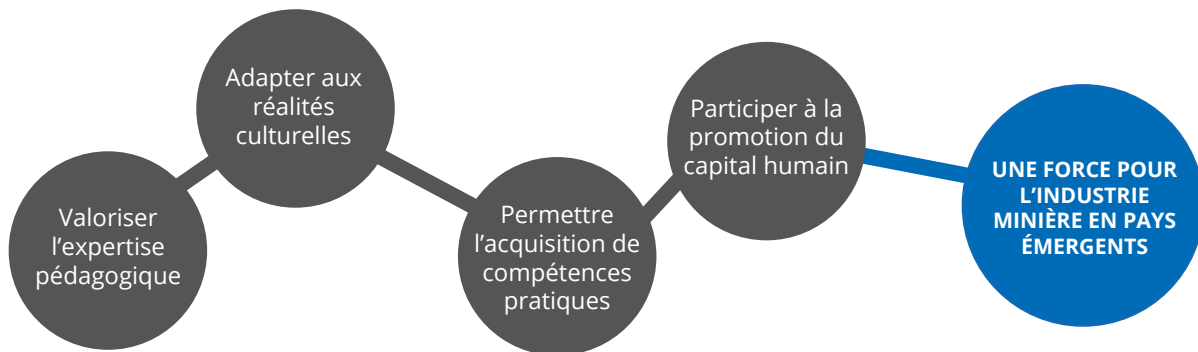 Valoriser
l’expertise
pédagogique
Adapter aux
réalités
culturelles
Permettre
l’acquisition de
compétences
pratiques
Participer à la
promotion du
capital humain
UNE FORCE POUR
L’INDUSTRIE
MINIÈRE EN PAYS
ÉMERGENTS